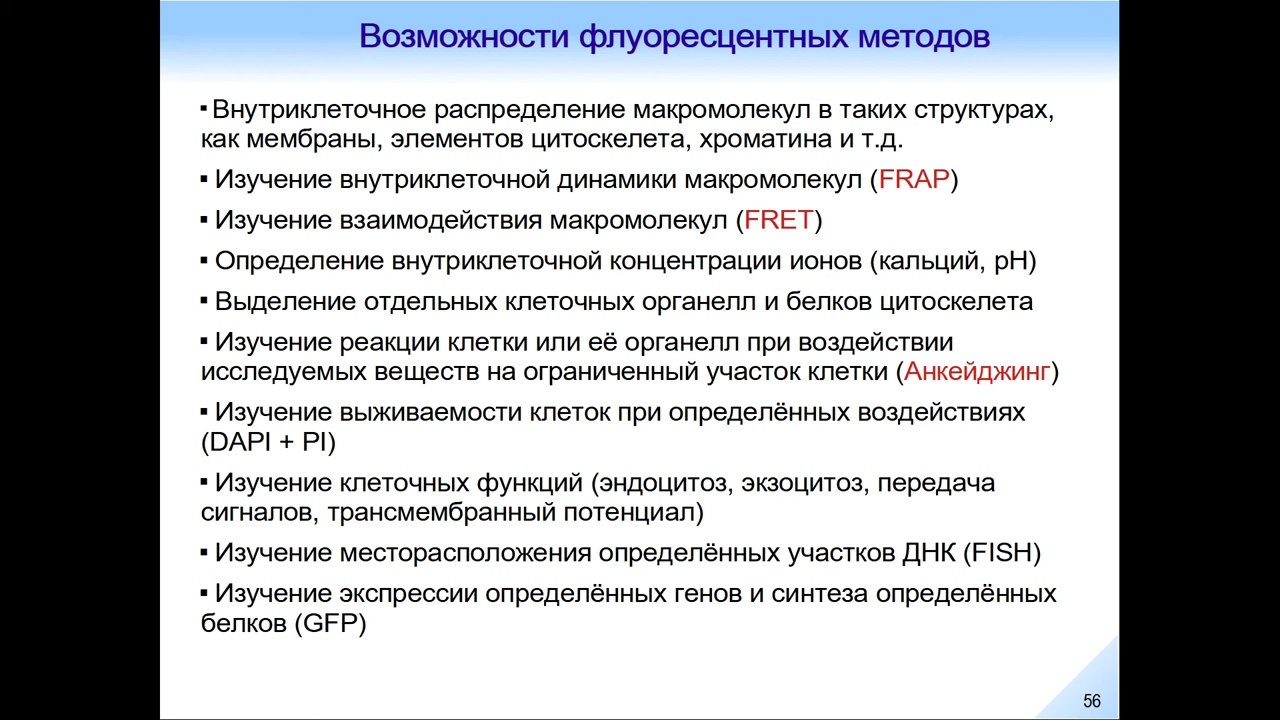 Возможности флуоресцентных методов
▪Внутриклеточное распределение макромолекул в таких структурах,
как мембраны, элементов цитоскелета, хроматина и т.д.
▪ Изучение внутриклеточной динамики макромолекул (FRAP)
▪ Изучение взаимодействия макромолекул (FRET)
▪ Определение внутриклеточной концентрации ионов (кальций, pH)
▪ Выделение отдельных клеточных органелл и белков цитоскелета
▪ Изучение реакции клетки или её органелл при воздействии
исследуемых веществ на ограниченный участок клетки (Анкейджинг)
▪ Изучение выживаемости клеток при определённых воздействиях
(DAPI + PI)
▪ Изучение клеточных функций (эндоцитоз, экзоцитоз, передача
сигналов, трансмембранный потенциал)
▪ Изучение месторасположения определённых участков ДНК (FISH)
▪ Изучение экспрессии определённых генов и синтеза определённых
белков (GFP)
56